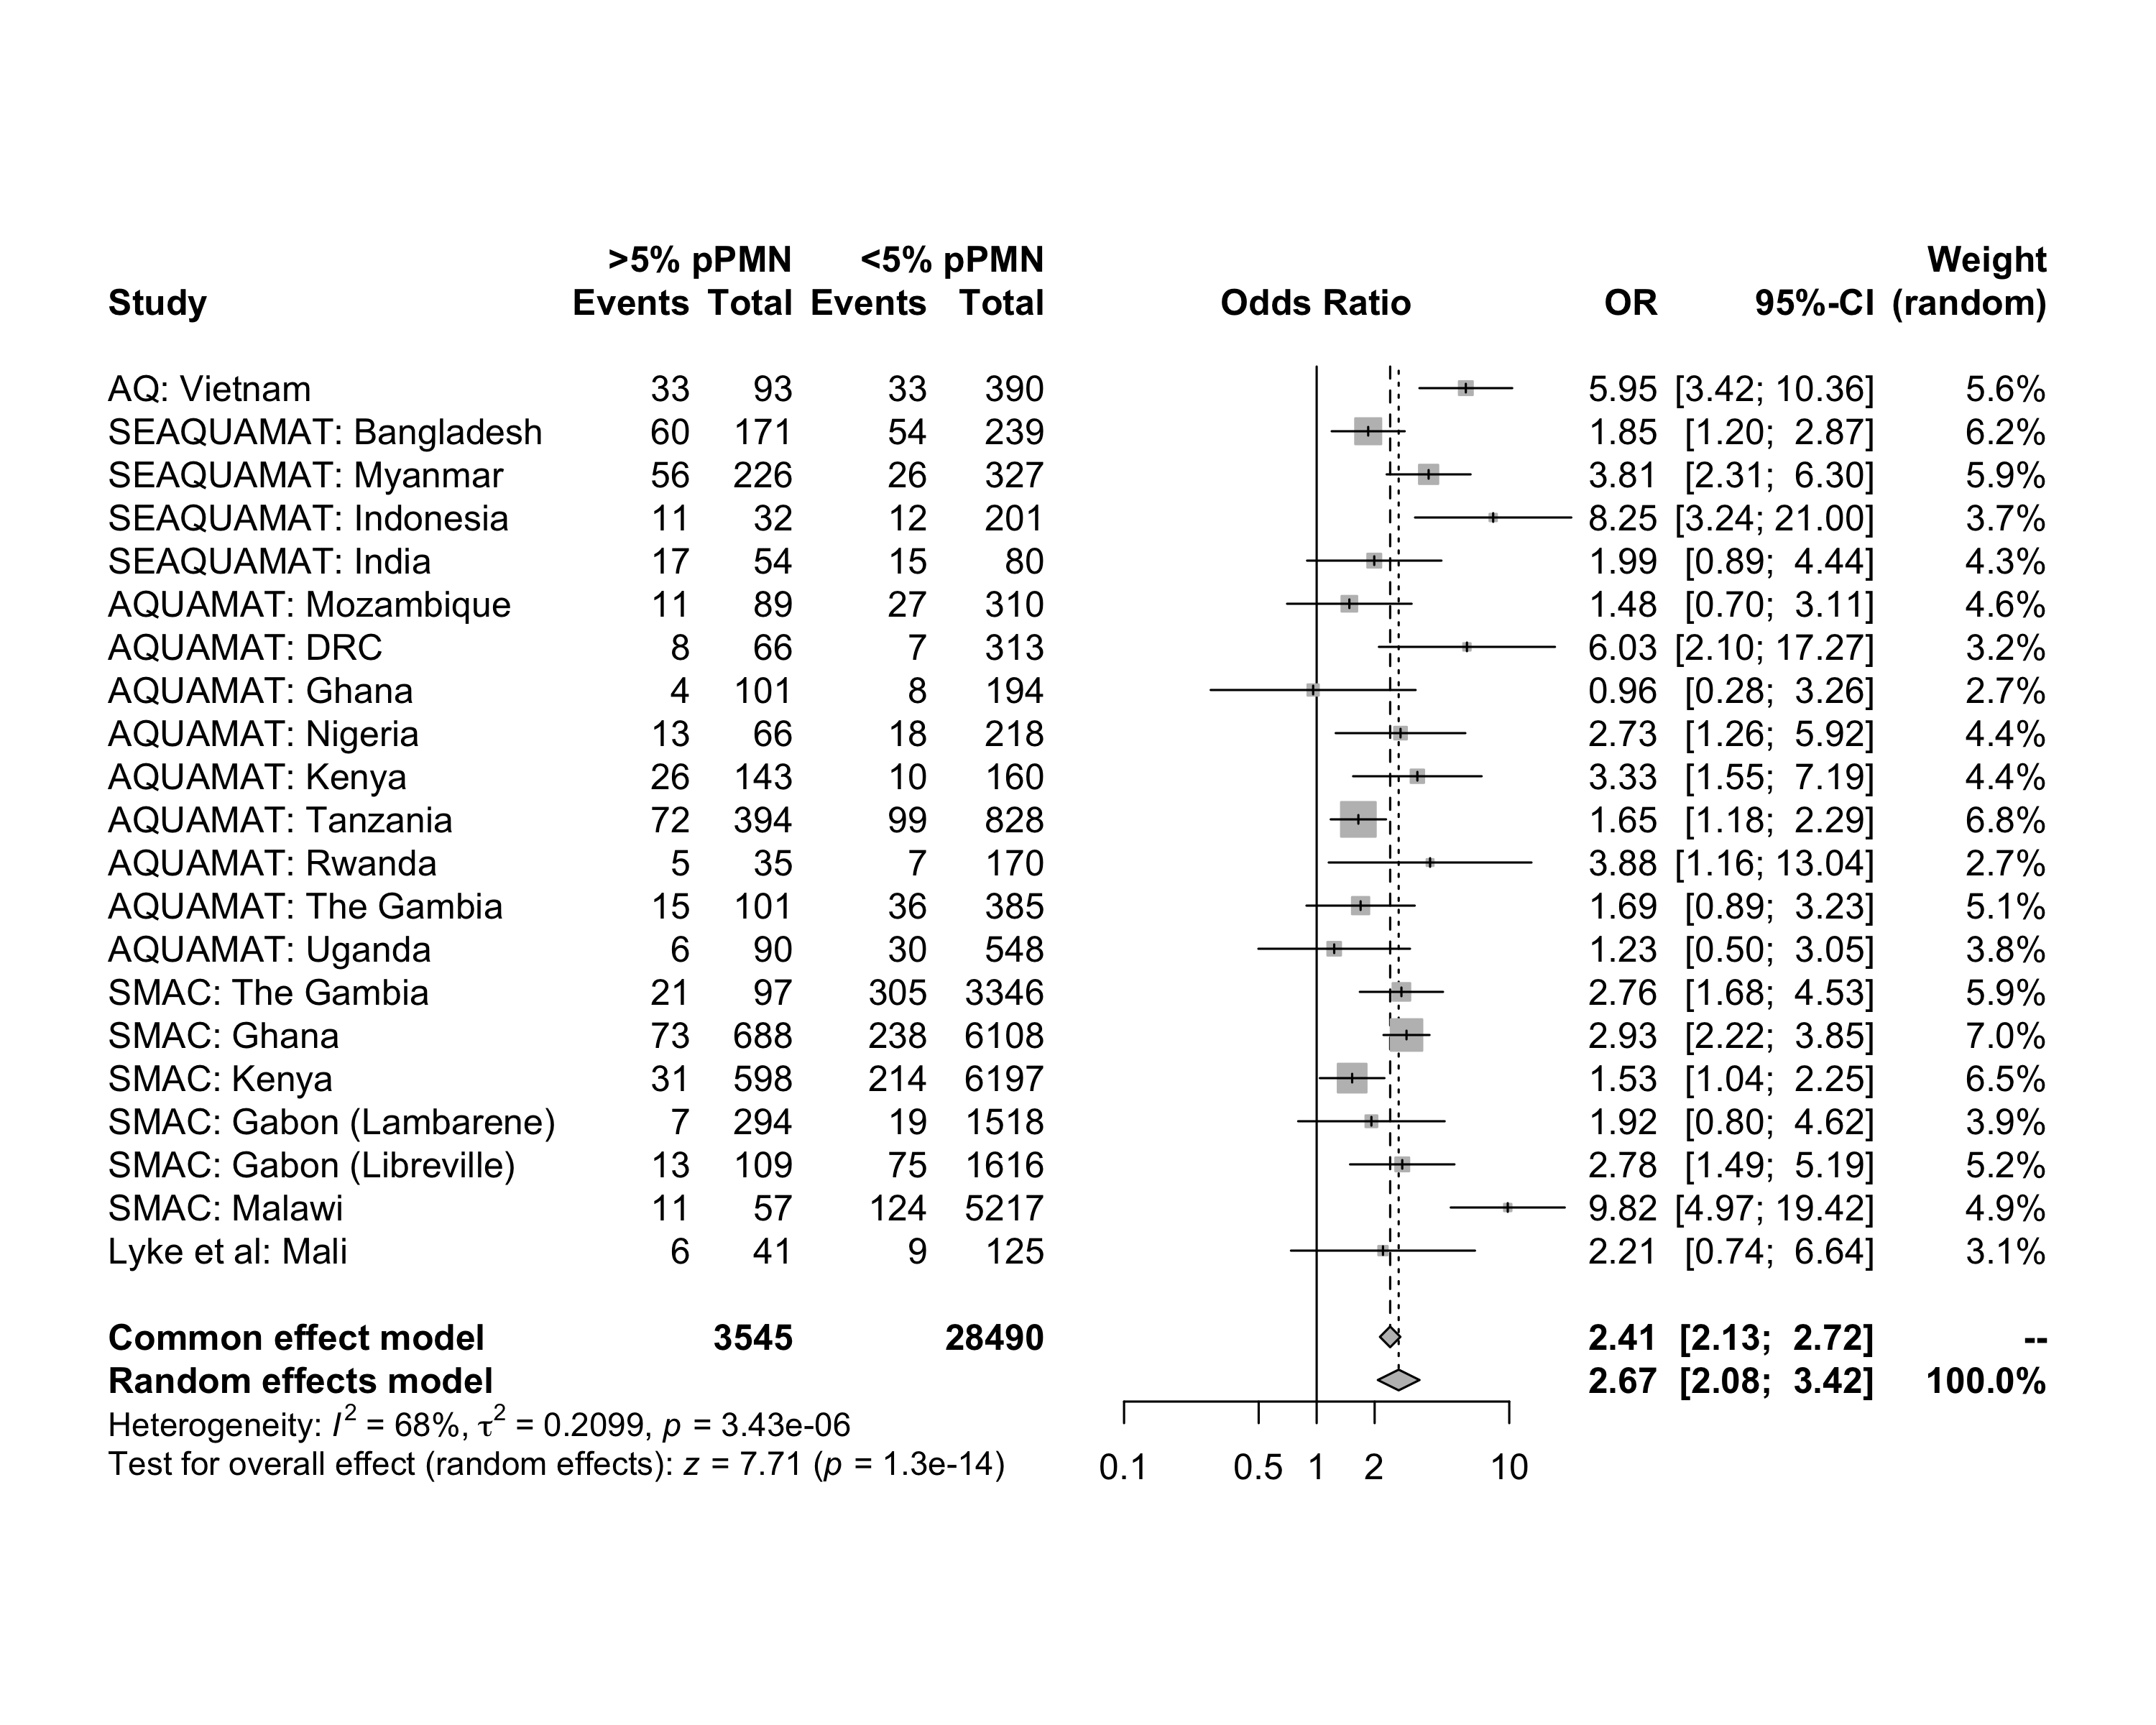 >5% pPMN <5% pPMN Weight
Study Events Total Events Total Odds Ratio OR 95%-CI (random)
AQ: Vietnam 33 93 33 390 5.95 [3.42; 10.36] 5.6%
SEAQUAMAT: Bangladesh 60 171 54 239 1.85 [1.20; 2.87] 6.2%
SEAQUAMAT: Myanmar 56 226 26 327 3.81 [2.31; 6.30] 5.9%
SEAQUAMAT: Indonesia 11 32 12 201 8.25 [3.24; 21.00] 3.7%
SEAQUAMAT: India 17 54 15 80 1.99 [0.89; 4.44] 4.3%
AQUAMAT: Mozambique 11 89 27 310 1.48 [0.70; 3.11] 4.6%
AQUAMAT: DRC 8 66 7 313 6.03 [2.10; 17.27] 3.2%
AQUAMAT: Ghana 4 101 8 194 0.96 [0.28; 3.26] 2.7%
AQUAMAT: Nigeria 13 66 18 218 2.73 [1.26; 5.92] 4.4%
AQUAMAT: Kenya 26 143 10 160 3.33 [1.55; 7.19] 4.4%
AQUAMAT: Tanzania 72 394 99 828 1.65 [1.18; 2.29] 6.8%
AQUAMAT: Rwanda 5 35 7 170 3.88 [1.16; 13.04] 2.7%
AQUAMAT: The Gambia 15 101 36 385 1.69 [0.89; 3.23] 5.1%
AQUAMAT: Uganda 6 90 30 548 1.23 [0.50; 3.05] 3.8%
SMAC: The Gambia 21 97 305 3346 2.76 [1.68; 4.53] 5.9%
SMAC: Ghana 73 688 238 6108 2.93 [2.22; 3.85] 7.0%
SMAC: Kenya 31 598 214 6197 1.53 [1.04; 2.25] 6.5%
SMAC: Gabon (Lambarene) 7 294 19 1518 1.92 [0.80; 4.62] 3.9%
SMAC: Gabon (Libreville) 13 109 75 1616 2.78 [1.49; 5.19] 5.2%
SMAC: Malawi 11 57 124 5217 9.82 [4.97; 19.42] 4.9%
Lyke et al: Mali 6 41 9 125 2.21 [0.74; 6.64] 3.1%
Common effect model 3545 28490 2.41 [2.13; 2.72] --
Random effects model 2.67 [2.08; 3.42] 100.0%
Heterogeneity: I² = 68%, τ² = 0.2099, p = 3.43e-06
Test for overall effect (random effects): z = 7.71 (p = 1.3e-14)
0.1 0.5 1 2 10